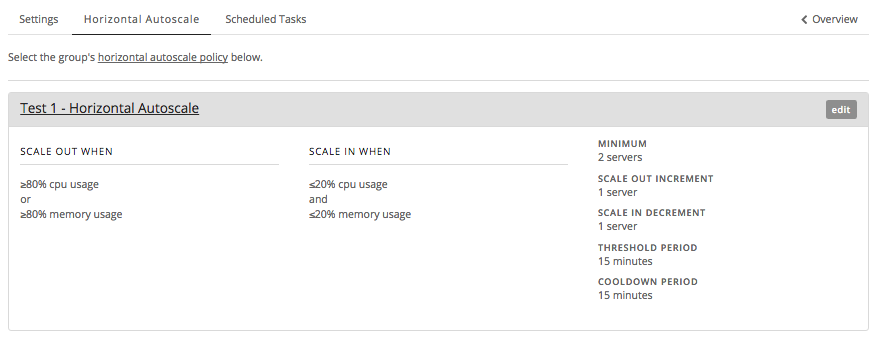 Settings
Horizontal Autoscale
Scheduled Tasks
Overview
Select the group's horizontal autoscale policy below.
Test 1 - Horizontal Autoscale
edit
SCALE OUT WHEN
≥80% cpu usage
or
≥80% memory usage
SCALE IN WHEN
≤20% cpu usage
and
≤20% memory usage
MINIMUM
2 servers
SCALE OUT INCREMENT
1 server
SCALE IN DECREMENT
1 server
THRESHOLD PERIOD
15 minutes
COOLDOWN PERIOD
15 minutes